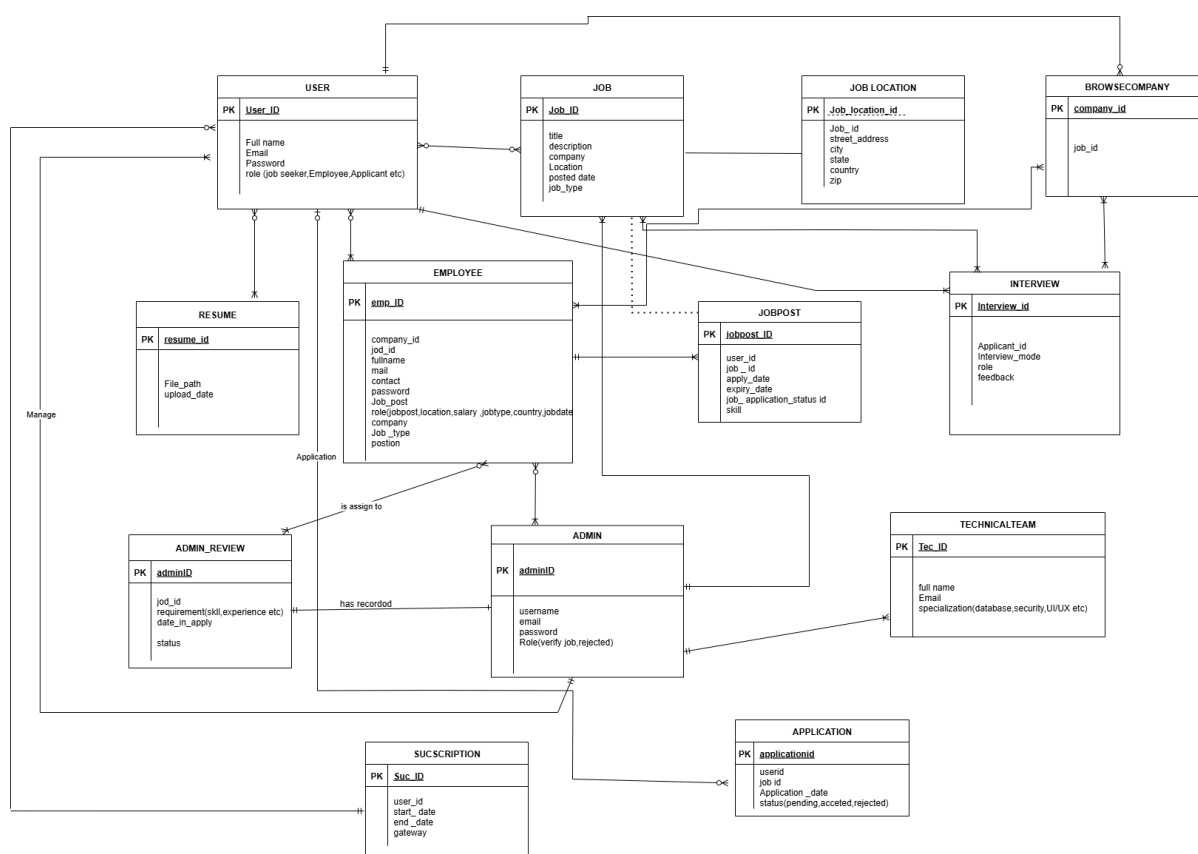 USER
PK User_ID
Full name
Email
Password
role (job seeker,Employee,Applicant etc)
JOB
PK Job_ID
title
description
company
Location
posted date
job_type
JOB LOCATION
PK Job_location_id
Job_ id
street_address
city
state
country
zip
BROWSECOMPANY
PK company_id
job_id
EMPLOYEE
PK emp_ID
company_id
jod_id
fullname
mail
contact
password
Job_post
role(jobpost,location,salary ,jobtype,country,jobdate
company
Job _type
postion
RESUME
PK resume_id
File_path
upload_date
JOBPOST
PK jobpost_ID
user_id
job _ id
apply_date
expiry_date
job_ application_status id
skill
INTERVIEW
PK Interview_id
Applicant_id
Interview_mode
role
feedback
Manage
Application
is assign to
ADMIN_REVIEW
PK adminID
jod_id
requirement(skll,experience etc)
date_in_apply
status
has recordod
ADMIN
PK adminID
username
email
password
Role(verify job,rejected)
TECHNICALTEAM
PK Tec_ID
full name
Email
specialization(database,security,UI/UX etc)
SUCSCRIPTION
PK Suc_ID
user_id
start_ date
end _date
gateway
APPLICATION
PK applicationid
userid
job id
Application _date
status(pending,acceted,rejected)